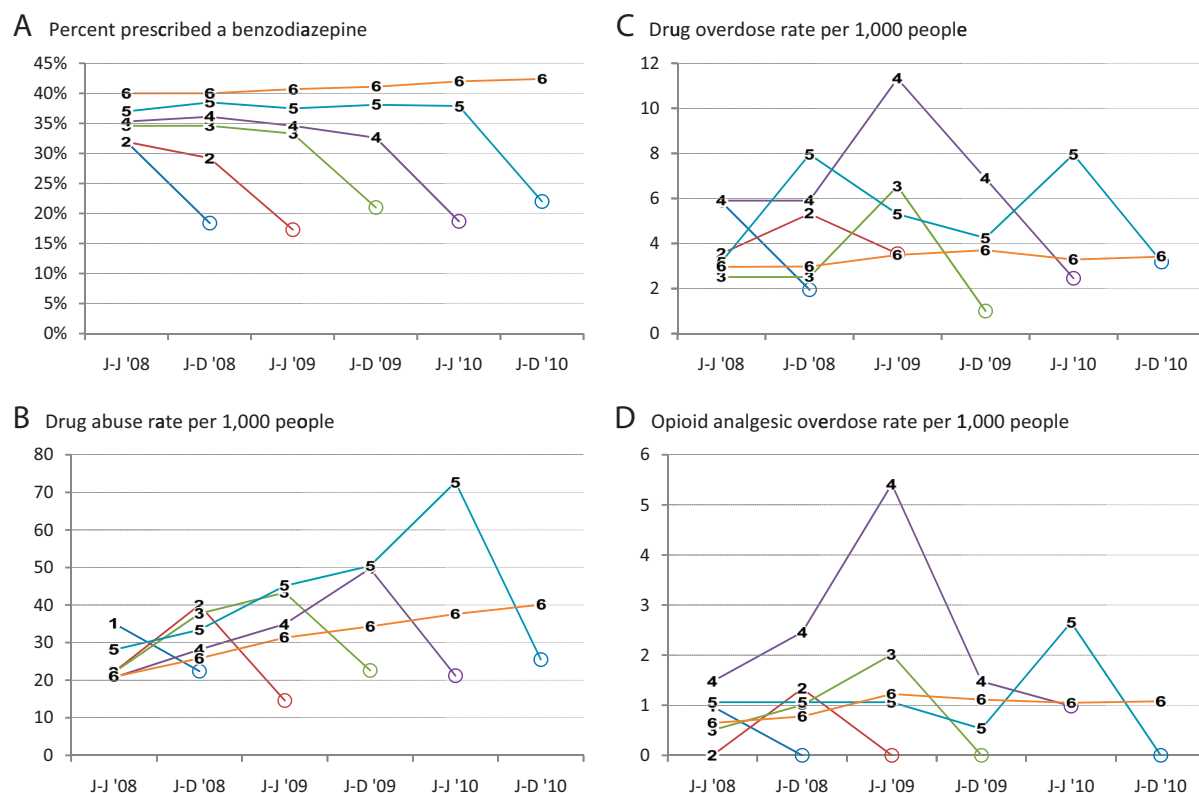 A Percent prescribed a benzodiazepine
45%
40%
35%
30%
25%
20%
15%
10%
5%
0%
6 6 6 6 6 6
5 5 5 5 5
4 4 4 4
3 3 3
2 2
J-J '08 J-D '08 J-J '09 J-D '09 J-J '10 J-D '10
B Drug abuse rate per 1,000 people
80
70
60
50
40
30
20
10
0
1
5 5 5 5 5
2 2
3 3
4 4
6 6 6 6 6 6
J-J '08 J-D '08 J-J '09 J-D '09 J-J '10 J-D '10
C Drug overdose rate per 1,000 people
12
10
8
6
4
2
0
4 4 4 4
5 5 5 5
2 2
6 6 6 6 6 6
3 3 3
J-J '08 J-D '08 J-J '09 J-D '09 J-J '10 J-D '10
D Opioid analgesic overdose rate per 1,000 people
6
5
4
3
2
1
0
4 4 4 4
5 5 5 5 5
6 6 6 6 6 6
3 3
2 2
J-J '08 J-D '08 J-J '09 J-D '09 J-J '10 J-D '10